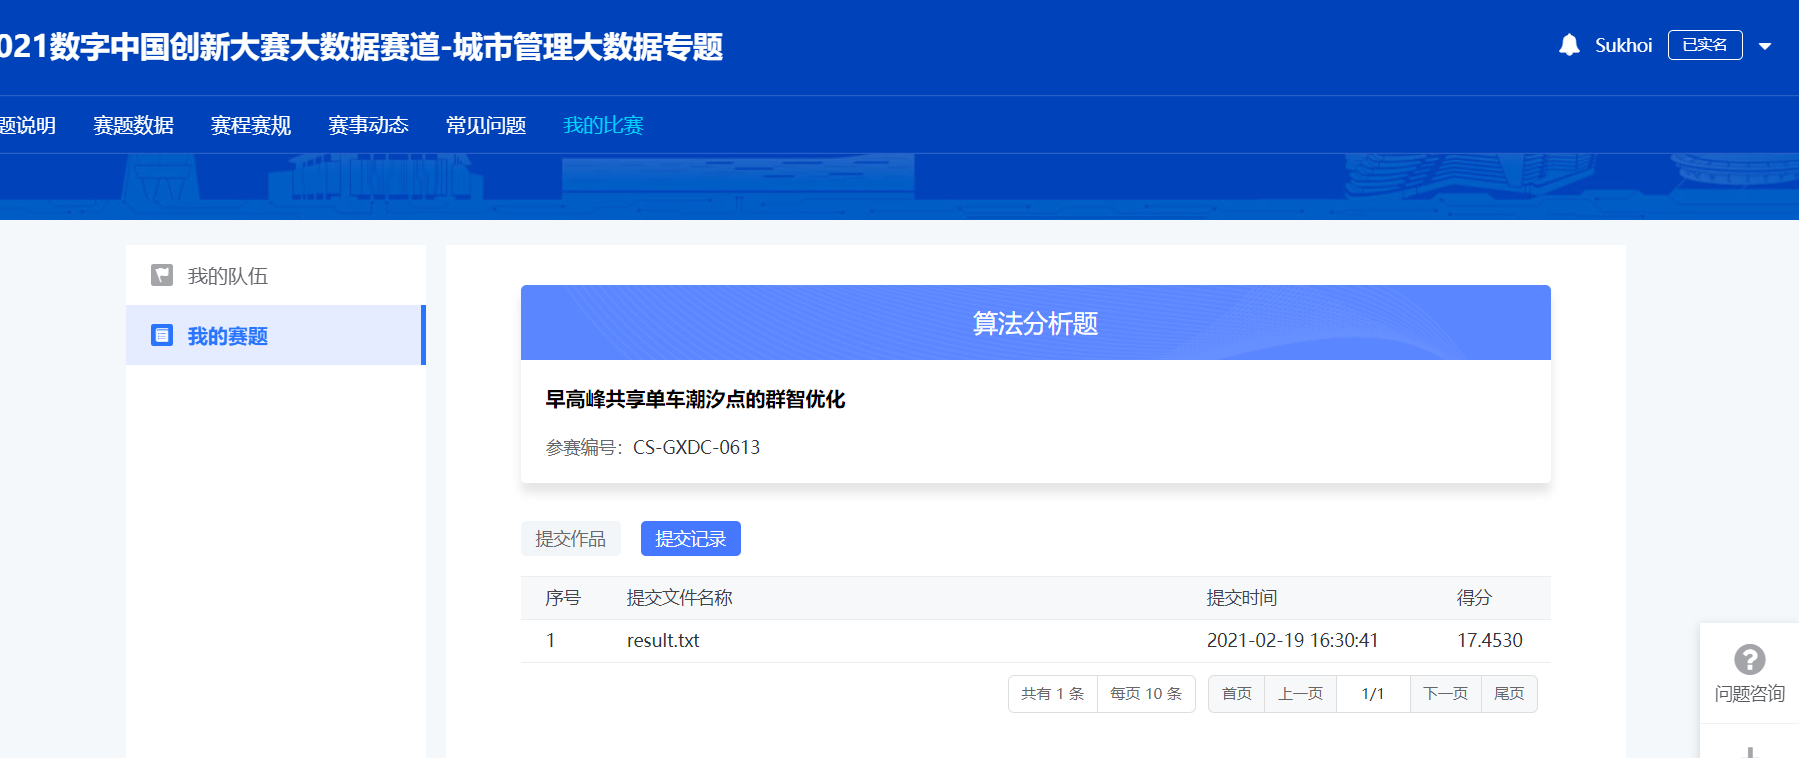 021数字中国创新大赛大数据赛道-城市管理大数据专题
Sukhoi 已实名
题说明 赛题数据 赛程赛规 赛事动态 常见问题 我的比赛
我的队伍
我的赛题
算法分析题
早高峰共享单车潮汐点的群智优化
参赛编号：CS-GXDC-0613
提交作品 提交记录
序号 提交文件名称 提交时间 得分
1 result.txt 2021-02-19 16:30:41 17.4530
共有 1 条 每页 10 条 首页 上一页 1/1 下一页 尾页
问题咨询